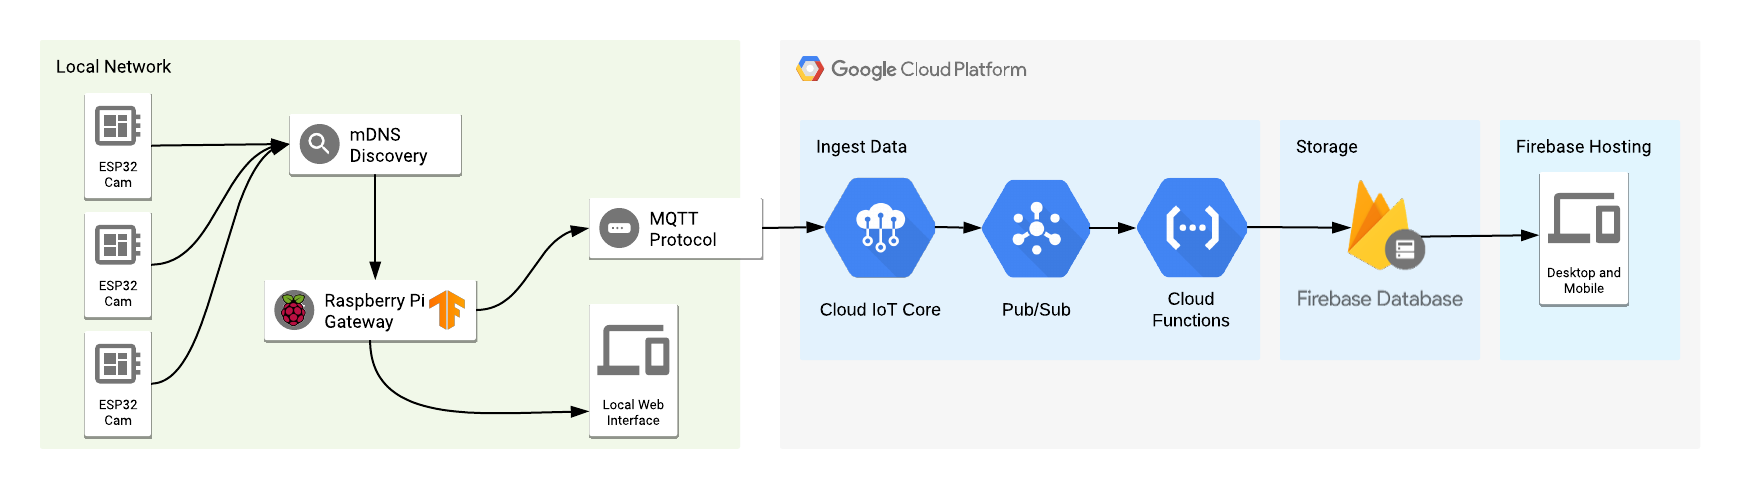 Local Network
ESP32
Cam
ESP32
Cam
ESP32
Cam
mDNS
Discovery
Raspberry Pi
Gateway
MQTT
Protocol
Local Web
Interface
Google Cloud Platform
Ingest Data
Cloud IoT Core
Pub/Sub
Cloud
Functions
Storage
Firebase Database
Firebase Hosting
Desktop and
Mobile